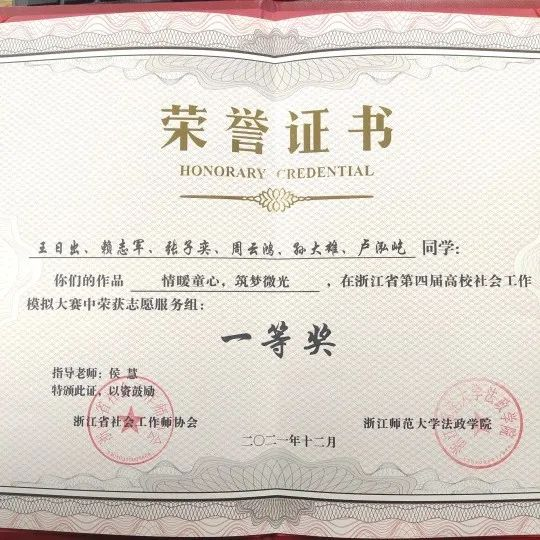 荣誉证书
HONORARY CREDENTIAL
王日出、赖志军、张予奕、周云鸿、孙大雄、卢泓屹 同学:
你们的作品 情暖童心,筑梦微光 ,在浙江省第四届高校社会工作
模拟大赛中荣获志愿服务组:
一等奖
指导老师:侯 慧
特颁此证,以资鼓励
浙江省社会工作师协会 浙江师范大学法政学院
二〇二一年十二月